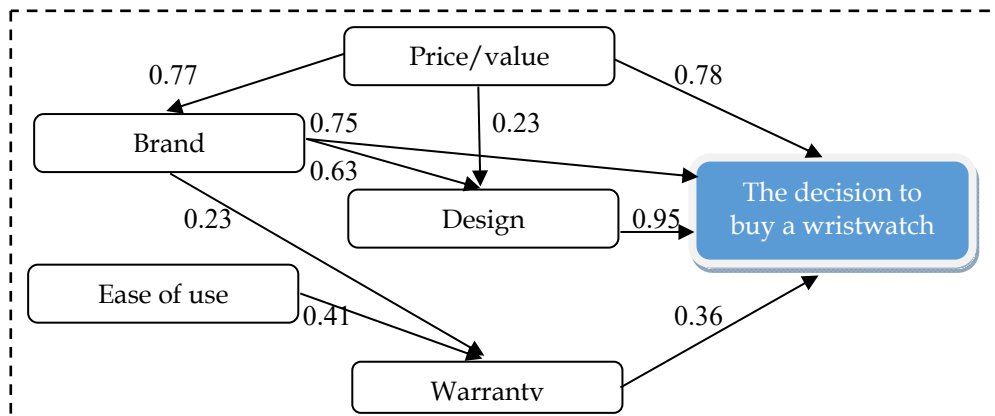 Price/value
0.77
0.78
Brand
0.75
0.23
0.63
The decision to
buy a wristwatch
Design
0.95
0.23
Ease of use
0.41
0.36
Warranty